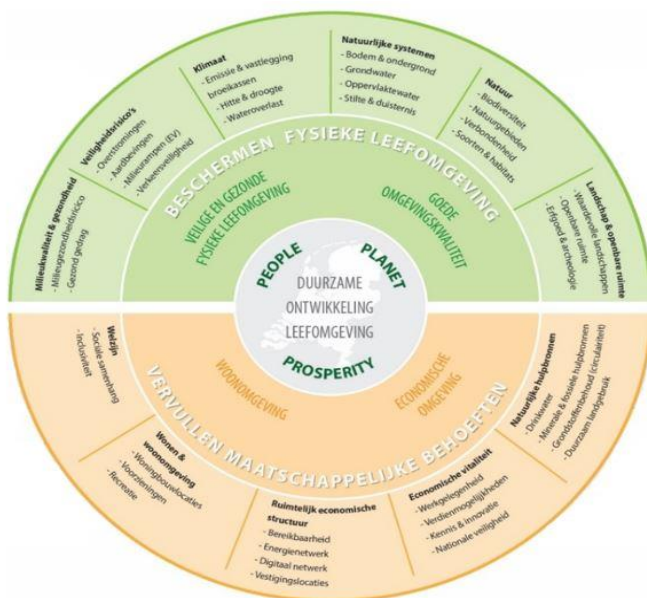 Milieukwaliteit & gezondheid
- Milieugezondheidsricico
- Gezond gedrag
Veiligheidsrisico's
- Overstromingen
- Aardbevingen
- Milieurampen (EV)
- Verkeersveiligheid
Klimaat
- Emissie & vastlegging
broeikassen
- Hitte & droogte
- Wateroverlast
Natuurlijke systemen
- Bodem & ondergrond
- Grondwater
- Oppervlaktewater
- Stilte & duisternis
Natuur
- Biodiversiteit
- Natuurgebieden
- Verbondenheid
- Soorten & habitats
Landschap & openbare ruimte
- Waardevolle landschappen
- Openbare ruimte
- Erfgoed & archeologie
BESCHERMEN FYSIEKE LEEFOMGEVING
VEILIGE EN GEZONDE
FYSIEKE LEEFOMGEVING
GOEDE
OMGEVINGSKWALITEIT
PEOPLE
PLANET
DUURZAME
ONTWIKKELING
LEEFOMGEVING
PROSPERITY
WOONOMGEVING
ECONOMISCHE
OMGEVING
VERVULLEN MAATSCHAPPELIJKE BEHOEFTEN
Welzijn
- Sociale samenhang
- Inclusiviteit
Wonen &
woonomgeving
- Woningbouwlocaties
- Voorzieningen
- Recreatie
Ruimtelijk economische
structuur
- Bereikbaarheid
- Energienetwerk
- Digitaal netwerk
- Vestigingslocaties
Economische vitaliteit
- Werkgelegenheid
- Verdienmogelijkheden
- Kennis & innovatie
- Nationale veiligheid
Natuurlijke hulpbronnen
- Drinkwater
- Minerale & fossiele hulpbronnen
- Grondstoffenbehoud (circulariteit)
- Duurzaam landgebruik